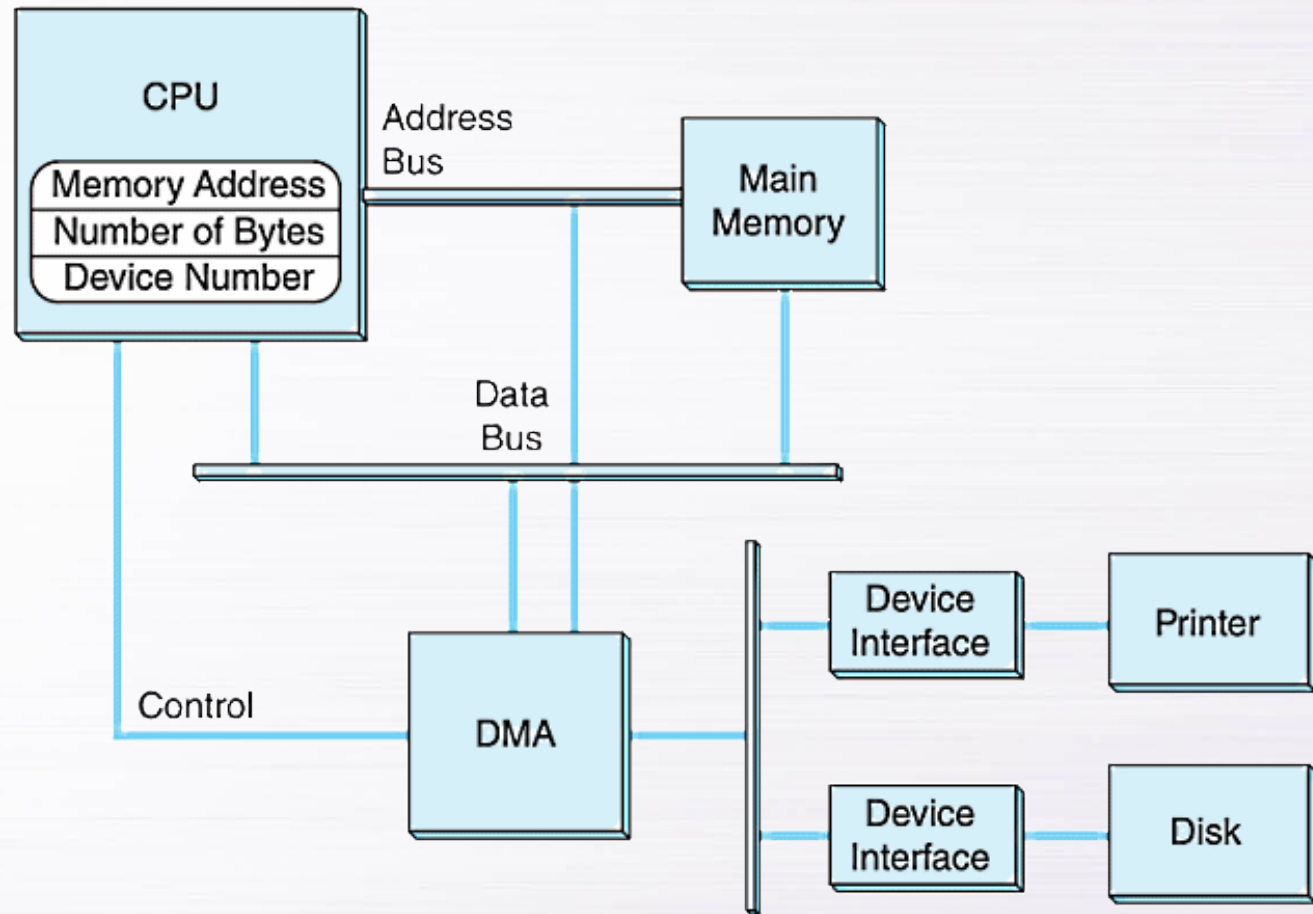 CPU
Memory Address
Number of Bytes
Device Number
Address
Bus
Main
Memory
Data
Bus
Control
DMA
Device
Interface
Printer
Device
Interface
Disk